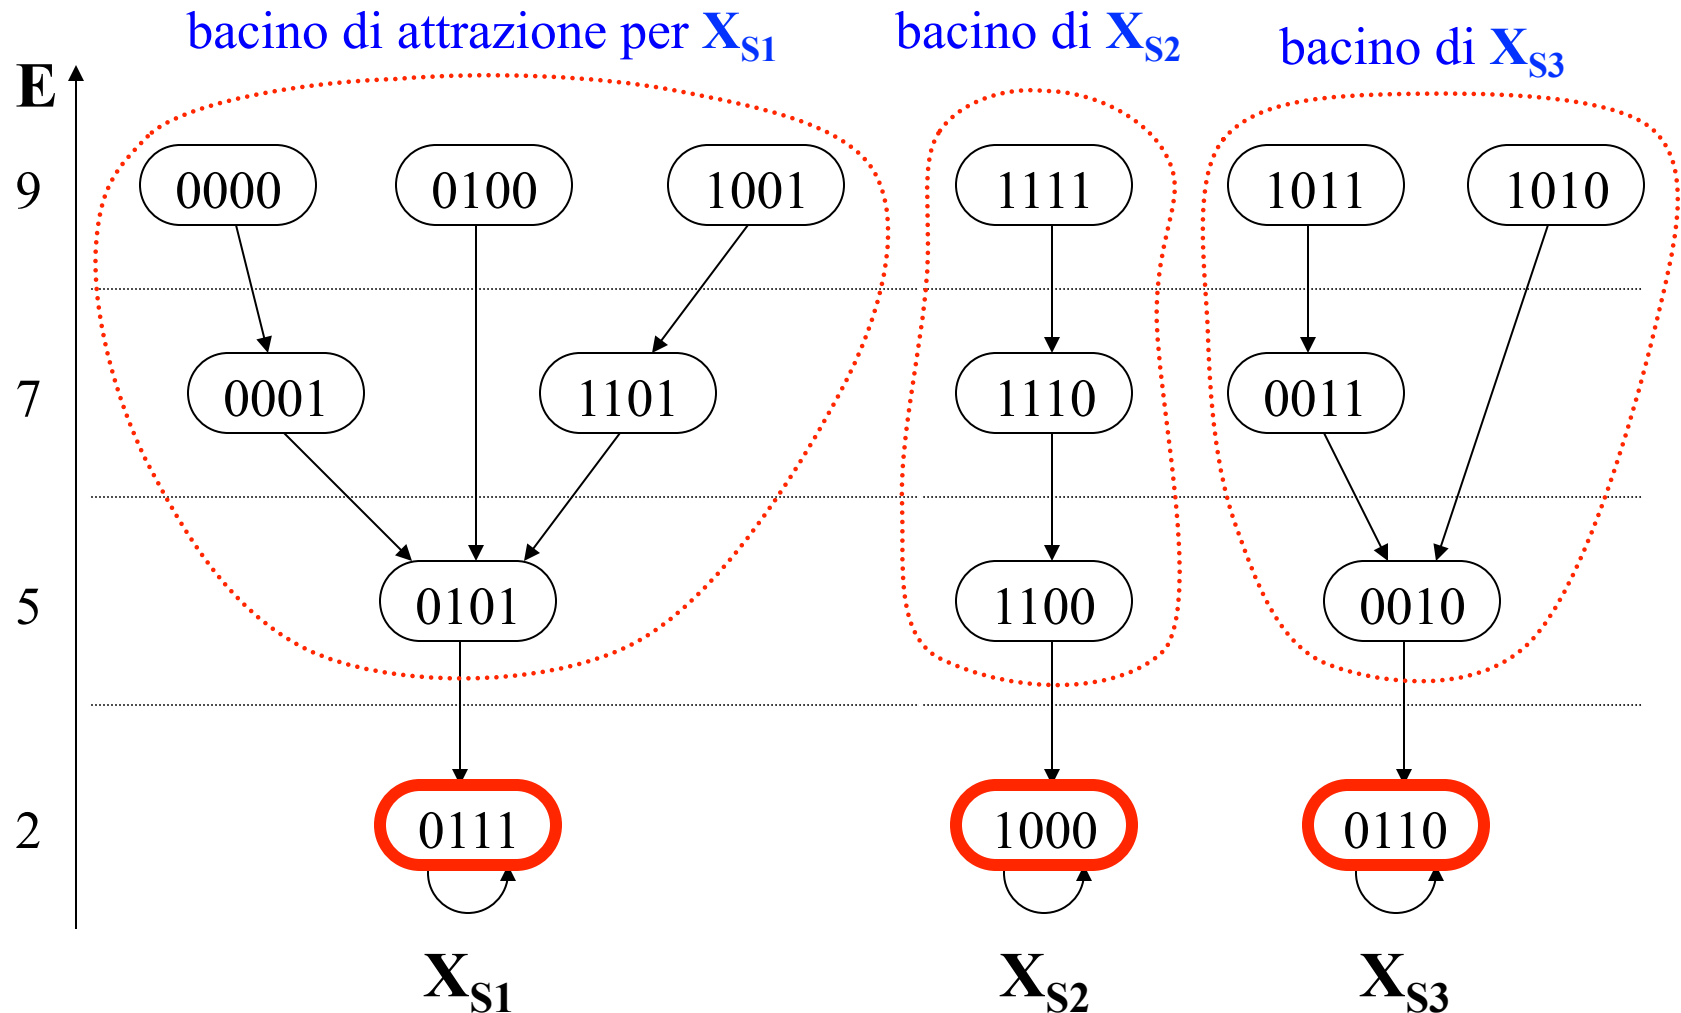 bacino di attrazione per XS1 bacino di XS2 bacino di XS3
E
9 0000 0100 1001 1111 1011 1010
7 0001 1101 1110 0011
5 0101 1100 0010
2 0111 1000 0110
XS1 XS2 XS3